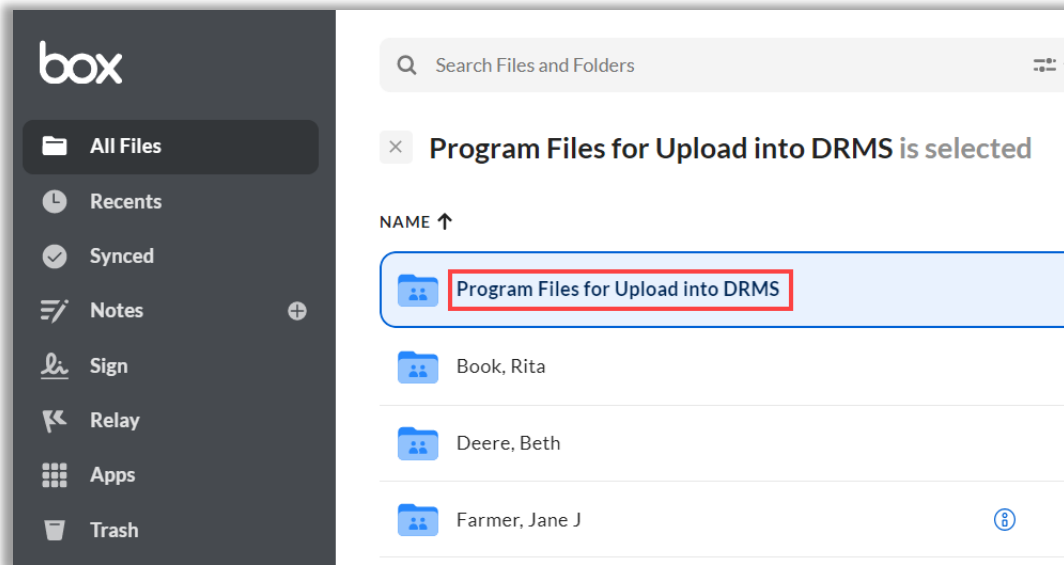 box
All Files
Recents
Synced
Notes
Sign
Relay
Apps
Trash
Search Files and Folders
Program Files for Upload into DRMS is selected
NAME
Program Files for Upload into DRMS
Book, Rita
Deere, Beth
Farmer, Jane J